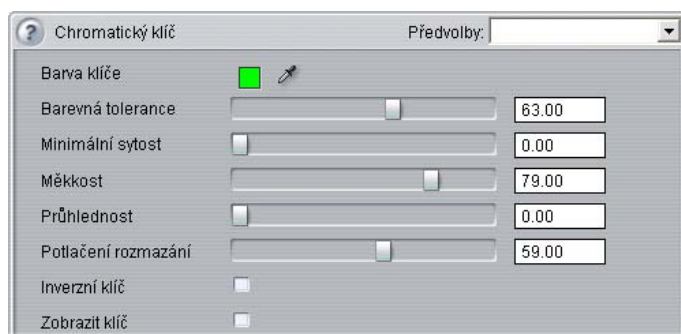 ? Chromatický klíč Předvolby:
Barva klíče
Barevná tolerance 63.00
Minimální sytost 0.00
Měkkost 79.00
Průhlednost 0.00
Potlačení rozmazání 59.00
Inverzní klíč
Zobrazit klíč